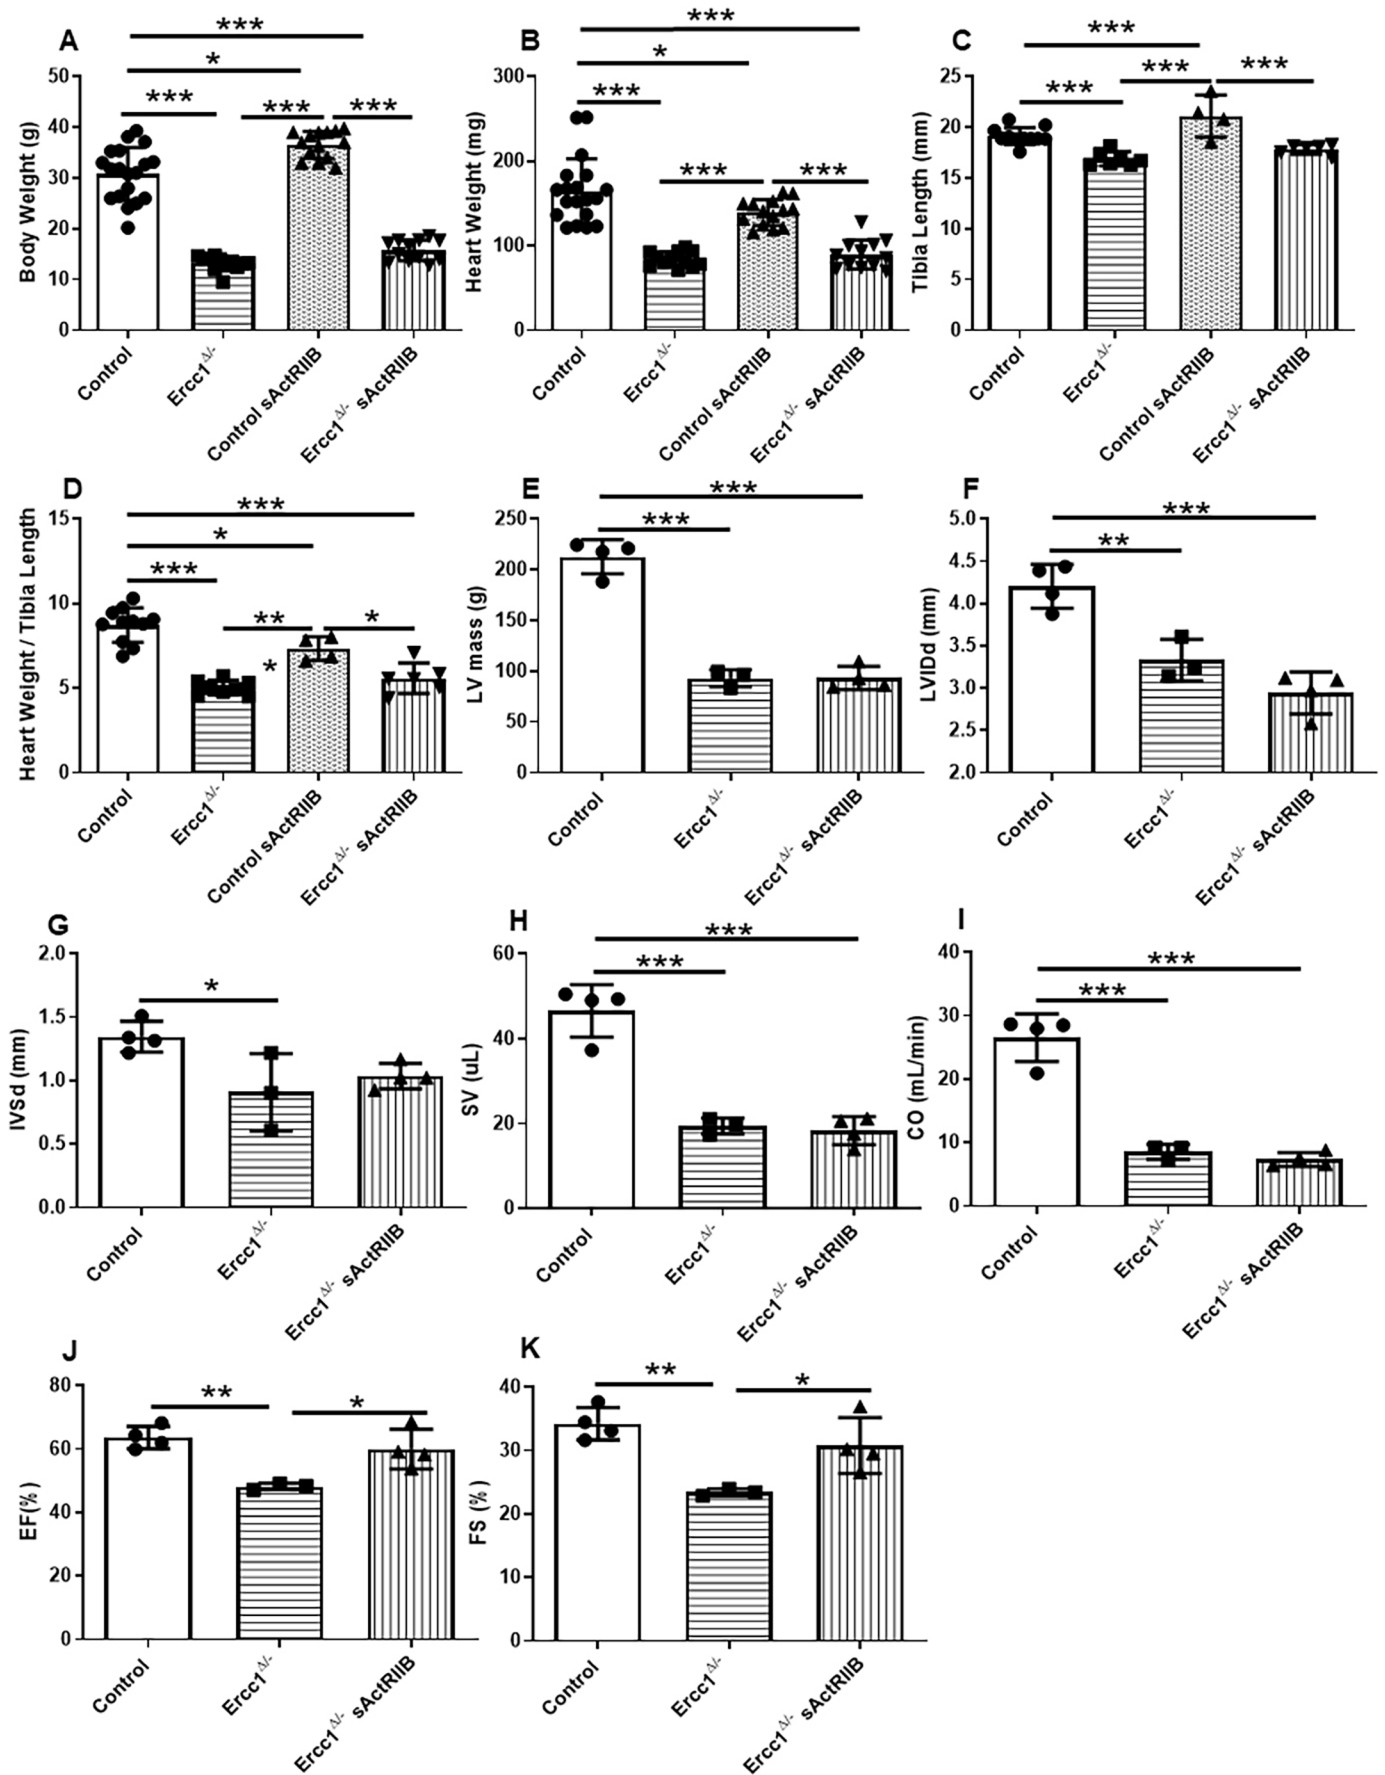 A
***
*
***
***
***
Body Weight (g)
50
40
30
20
10
0
Control
Ercc1Δ/-
Control sActRIIB
Ercc1Δ/- sActRIIB
B
***
*
***
***
***
Heart Weight (mg)
300
200
100
0
Control
Ercc1Δ/-
Control sActRIIB
Ercc1Δ/- sActRIIB
C
***
***
***
***
Tibla Length (mm)
25
20
15
10
5
0
Control
Ercc1Δ/-
Control sActRIIB
Ercc1Δ/- sActRIIB
D
***
*
***
**
*
*
Heart Weight / Tibla Length
15
10
5
0
Control
Ercc1Δ/-
Control sActRIIB
Ercc1Δ/- sActRIIB
E
***
***
LV mass (g)
250
200
150
100
50
0
Control
Ercc1Δ/-
Ercc1Δ/- sActRIIB
F
***
**
LVIDd (mm)
5.0
4.5
4.0
3.5
3.0
2.5
2.0
Control
Ercc1Δ/-
Ercc1Δ/- sActRIIB
G
*
IVSd (mm)
2.0
1.5
1.0
0.5
0.0
Control
Ercc1Δ/-
Ercc1Δ/- sActRIIB
H
***
***
SV (uL)
60
40
20
0
Control
Ercc1Δ/-
Ercc1Δ/- sActRIIB
I
***
***
CO (mL/min)
40
30
20
10
0
Control
Ercc1Δ/-
Ercc1Δ/- sActRIIB
J
**
*
EF(% )
80
60
40
20
0
Control
Ercc1Δ/-
Ercc1Δ/- sActRIIB
K
**
*
FS (% )
40
30
20
10
0
Control
Ercc1Δ/-
Ercc1Δ/- sActRIIB